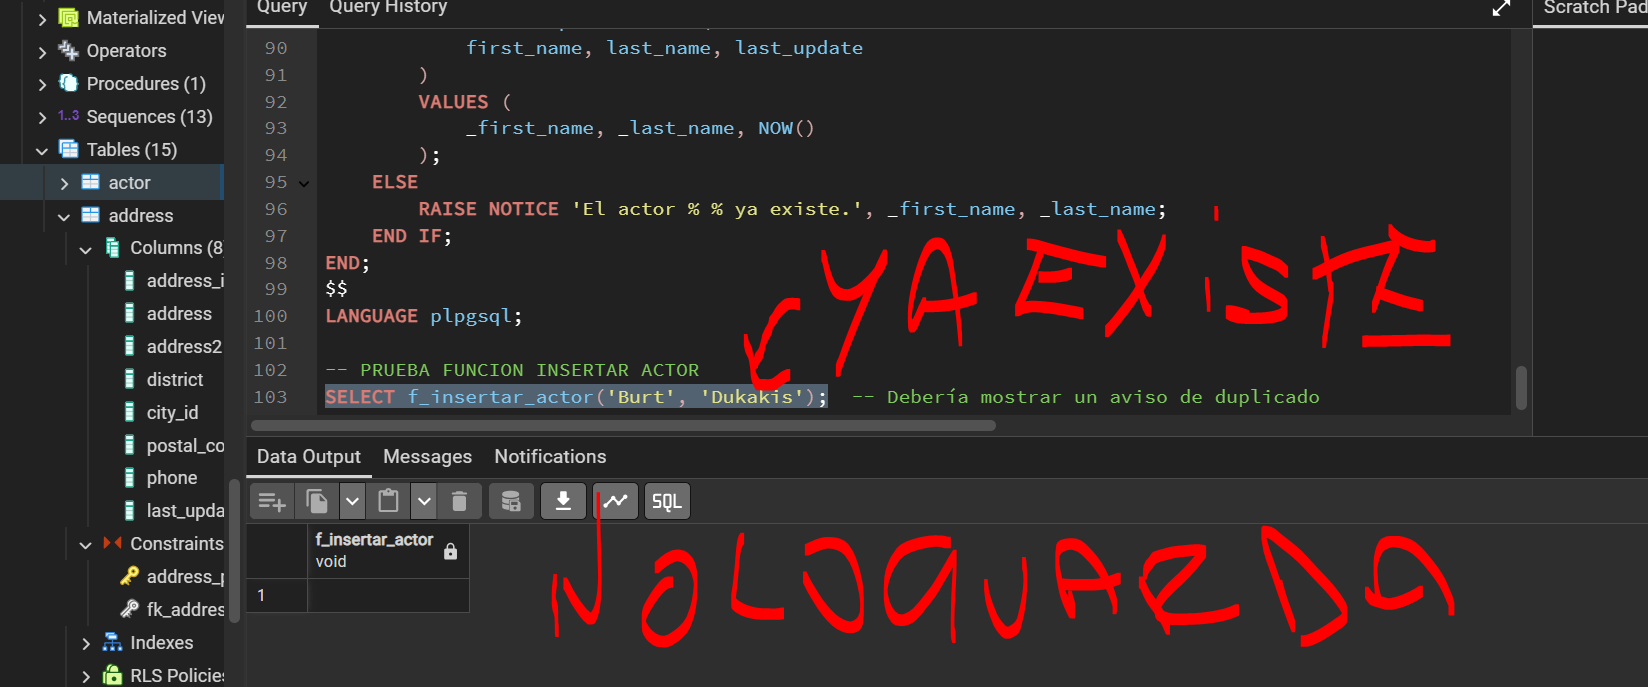 Query
Query History
Scratch Pad
Materialized View
Operators
Procedures (1)
1..3 Sequences (13)
Tables (15)
actor
address
Columns (8
address_i
address
address2
district
city_id
postal_co
phone
last_upda
Constraints
address_p
fk_addres
Indexes
RLS Policies
90 first_name, last_name, last_update
91 )
92 VALUES (
93 _first_name, _last_name, NOW()
94 );
95 ELSE
96 RAISE NOTICE 'El actor % % ya existe.', _first_name, _last_name;
97 END IF;
98 END;
99 $$
100 LANGUAGE plpgsql;
101
102 -- PRUEBA FUNCION INSERTAR ACTOR
103 SELECT f_insertar_actor('Burt', 'Dukakis'); -- Debería mostrar un aviso de duplicado
YA EXiSTE
Data Output Messages Notifications
SQL
f_insertar_actor
void
1
NO LO GUARDA